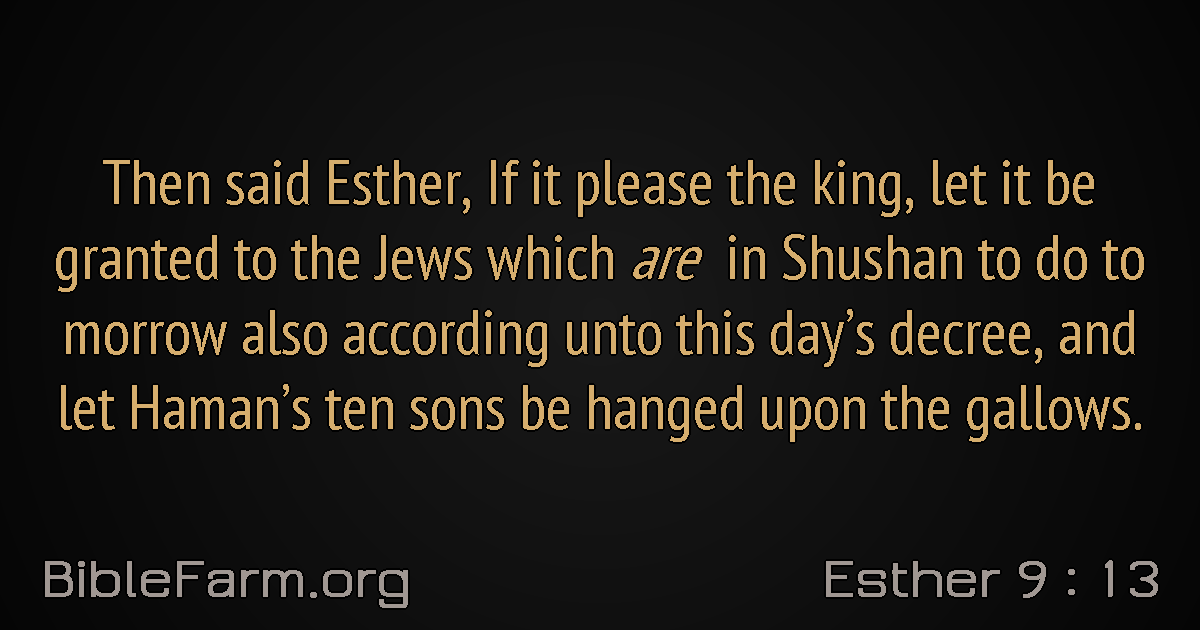 Then said Esther, If it please the king, let it be
granted to the Jews which are in Shushan to do to
morrow also according unto this day’s decree, and
let Haman’s ten sons be hanged upon the gallows.
BibleFarm.org
Esther 9 : 13